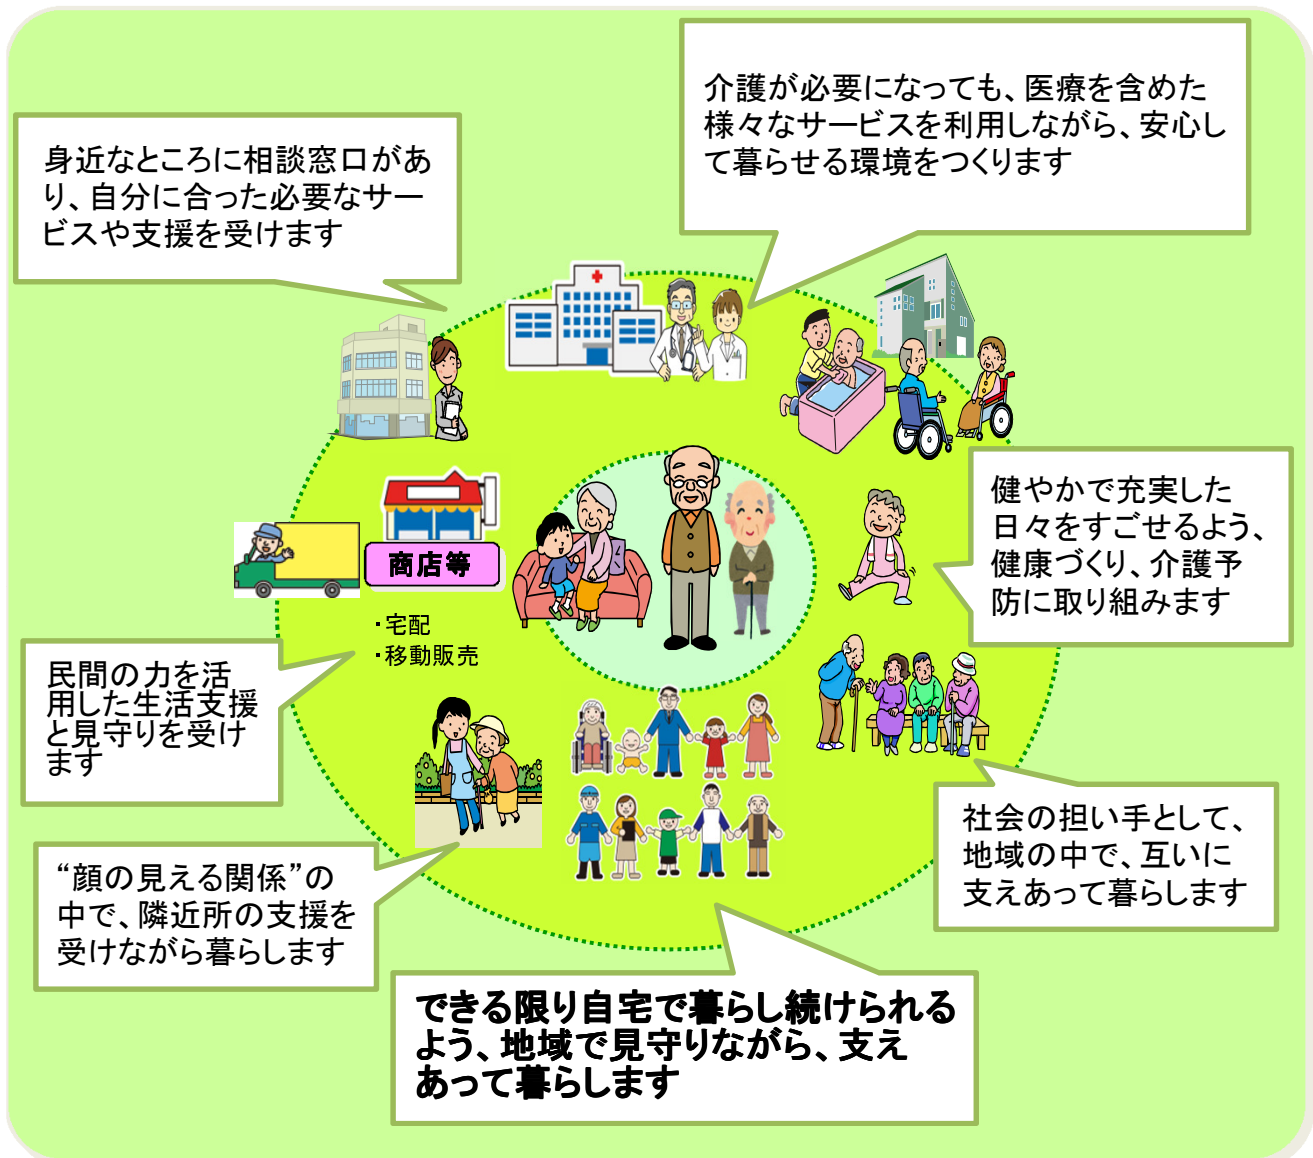 介護が必要になっても、医療を含めた
様々なサービスを利用しながら、安心し
て暮らせる環境をつくります
身近なところに相談窓口があ
り、自分に合った必要なサー
ビスや支援を受けます
健やかで充実した
日々をすごせるよう、
健康づくり、介護予
防に取り組みます
商店等
・宅配
・移動販売
民間の力を活
用した生活支援
と見守りを受け
ます
社会の担い手として、
地域の中で、互いに
支えあって暮らします
“顔の見える関係”の
中で、隣近所の支援を
受けながら暮らします
できる限り自宅で暮らし続けられる
よう、地域で見守りながら、支え
あって暮らします